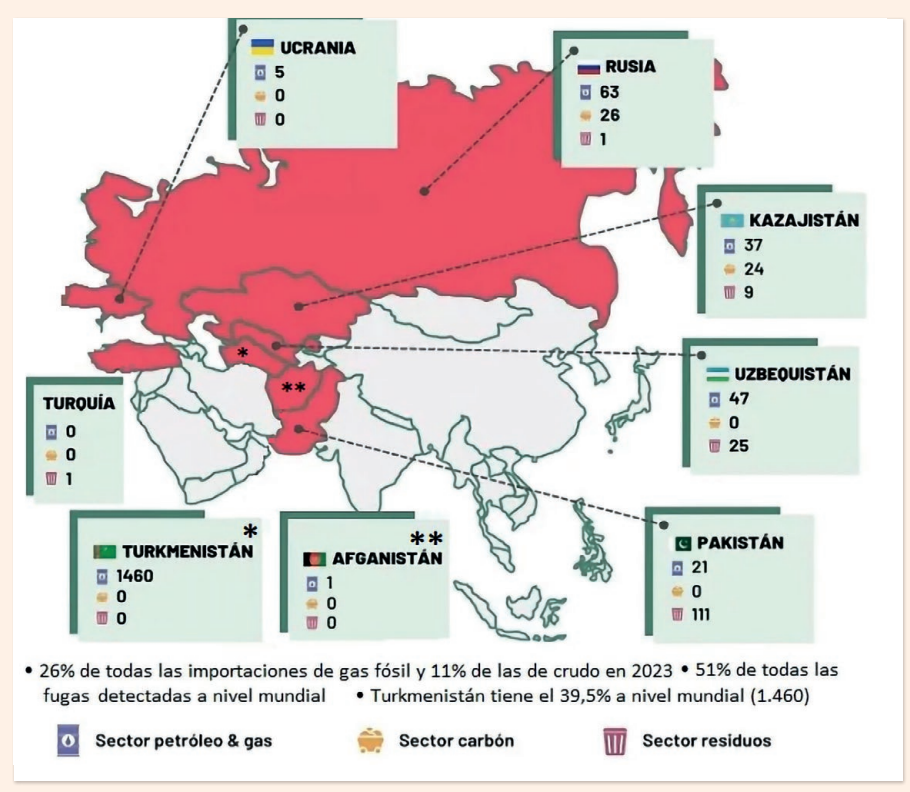 UCRANIA
5
0
0
RUSIA
63
26
1
KAZAJISTÁN
37
24
9
UZBEQUISTÁN
47
0
25
*
**
TURQUÍA
0
0
1
*
TURKMENISTÁN
1460
0
0
**
AFGANISTÁN
1
0
0
PAKISTÁN
21
0
111
• 26% de todas las importaciones de gas fósil y 11% de las de crudo en 2023 • 51% de todas las
fugas detectadas a nivel mundial • Turkmenistán tiene el 39,5% a nivel mundial (1.460)
Sector petróleo & gas
Sector carbón
Sector residuos